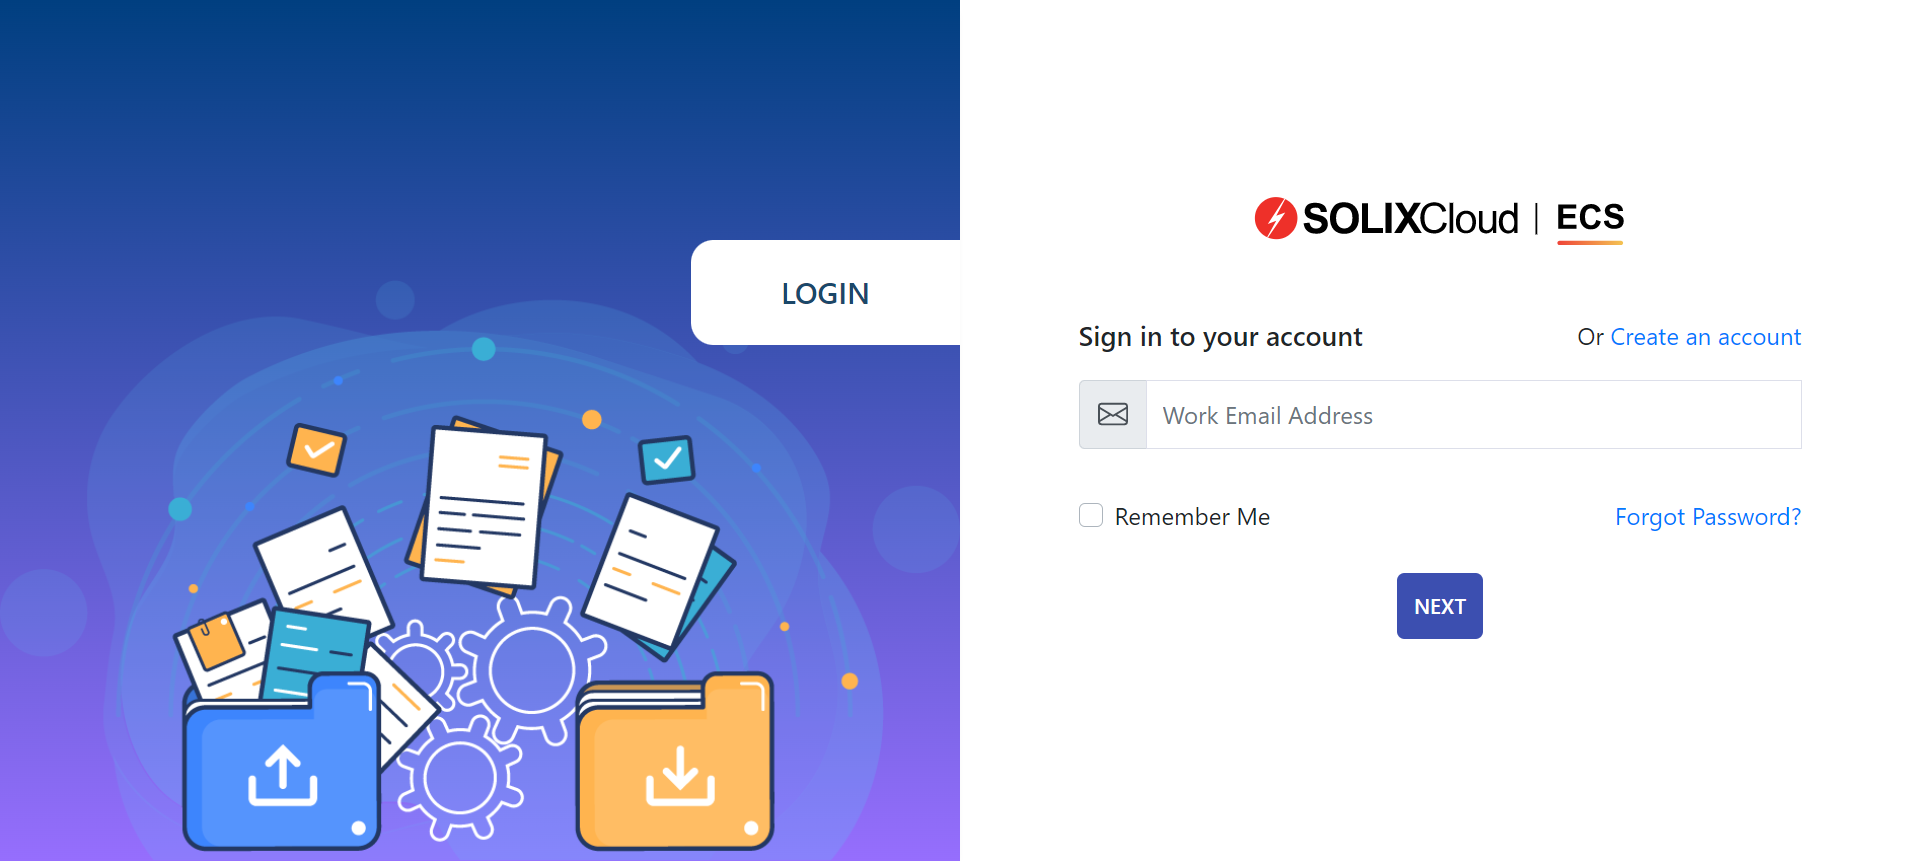 LOGIN
SOLIXCloud | ECS
Sign in to your account
Or Create an account
Work Email Address
Remember Me
Forgot Password?
NEXT